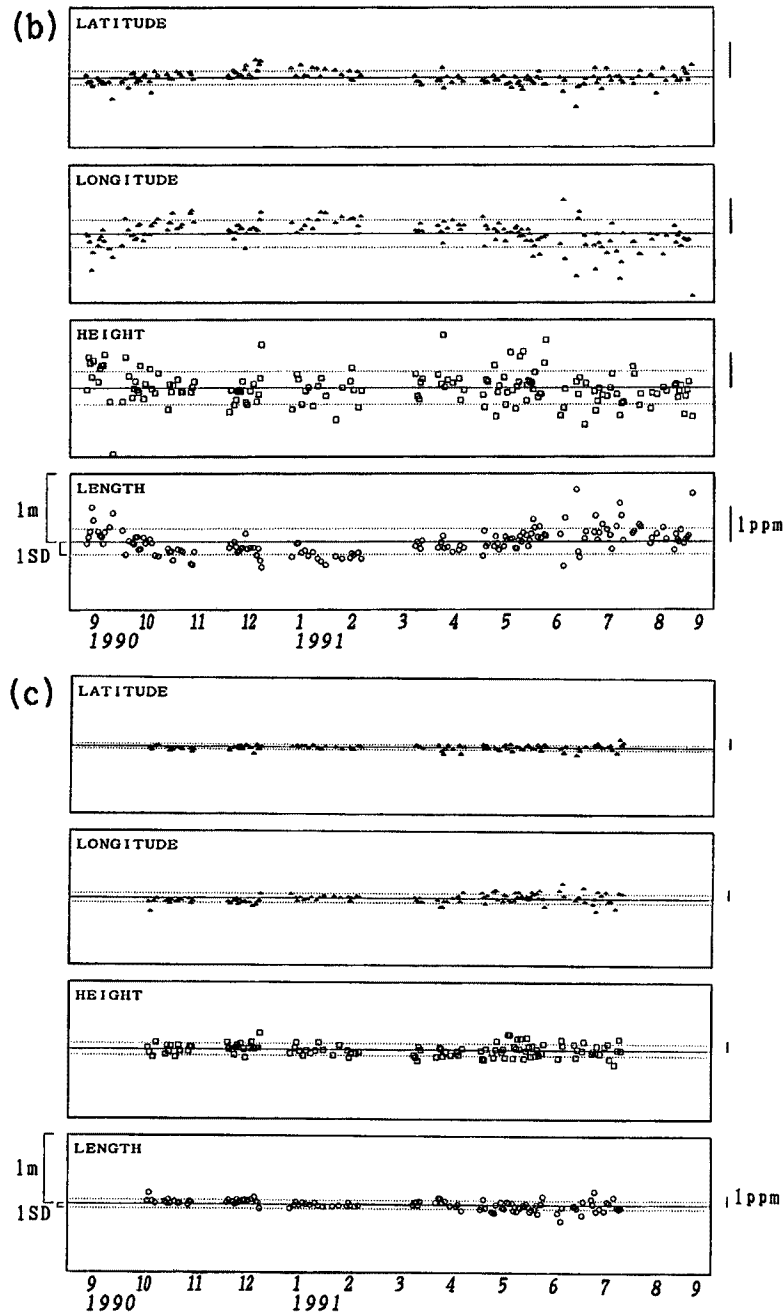 (b)
LATITUDE
LONGITUDE
HEIGHT
LENGTH
1m
1SD
1ppm
9 10 11 12 1 2 3 4 5 6 7 8 9
1990 1991
(c)
LATITUDE
LONGITUDE
HEIGHT
LENGTH
1m
1SD
1ppm
9 10 11 12 1 2 3 4 5 6 7 8 9
1990 1991